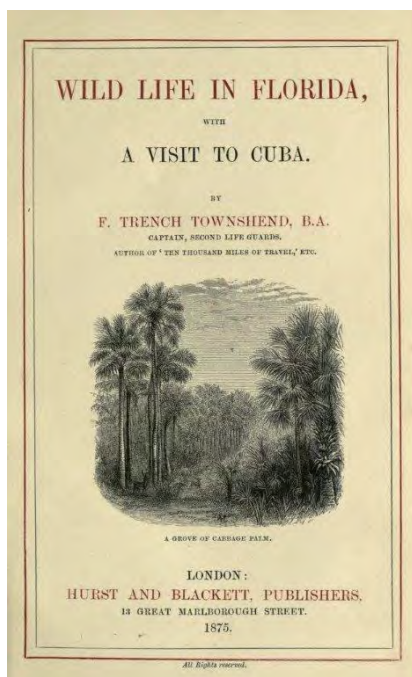 WILD LIFE IN FLORIDA,
WITH
A VISIT TO CUBA.
BY
F. TRENCH TOWNSHEND, B.A.
CAPTAIN, SECOND LIFE GUARDS.
AUTHOR OF ‘TEN THOUSAND MILES OF TRAVEL,’ ETC.
A GROVE OF CABBAGE PALM.
LONDON:
HURST AND BLACKETT, PUBLISHERS,
13 GREAT MARLBOROUGH STREET.
1875.
All Rights reserved.